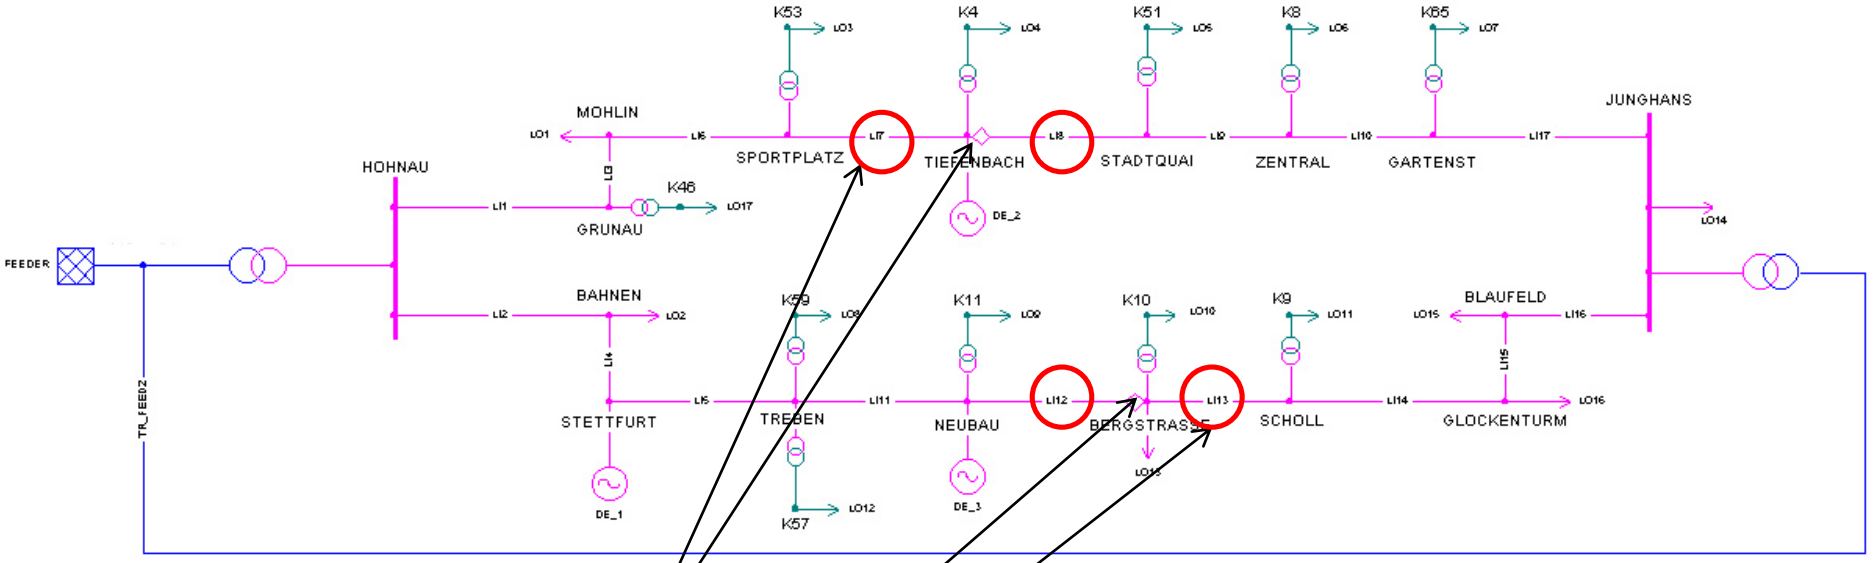 K53
K4
K51
K8
K65
LO3
LO4
LO5
LO6
LO7
JUNGHANS
MOHLIN
LO1
LI6
LI7
LI8
LI9
LI10
LI17
SPORTPLATZ
TIEFENBACH
STADTQUAI
ZENTRAL
GARTENST
HOHNAU
LI3
K46
LI1
LO17
DE_2
LO14
GRUNAU
FEEDER
BAHNEN
K59
K11
K10
K9
BLAUFELD
LI2
LO2
LO8
LO9
LO10
LO11
LO15
LI16
LI4
LI15
TR_FEED2
LI5
LI11
LI12
LI13
LI14
LO16
STETTFURT
TREBEN
NEUBAU
BERGSTRASSE
SCHOLL
GLOCKENTURM
LO13
DE_1
LO12
DE_3
K57